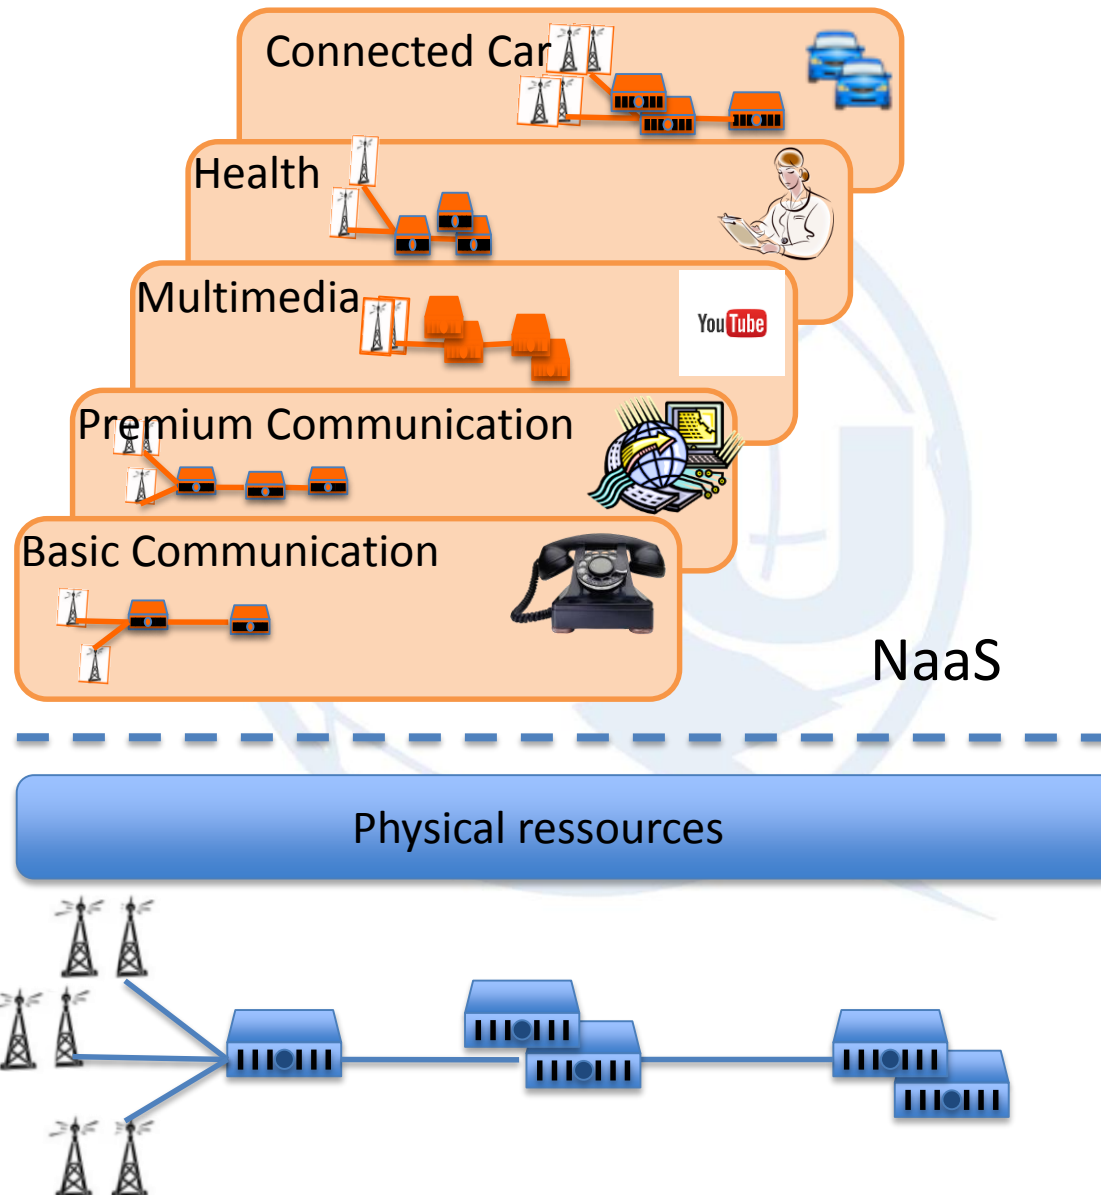 Connected Car
Health
Multimedia
YouTube
Premium Communication
Basic Communication
NaaS
Physical ressources